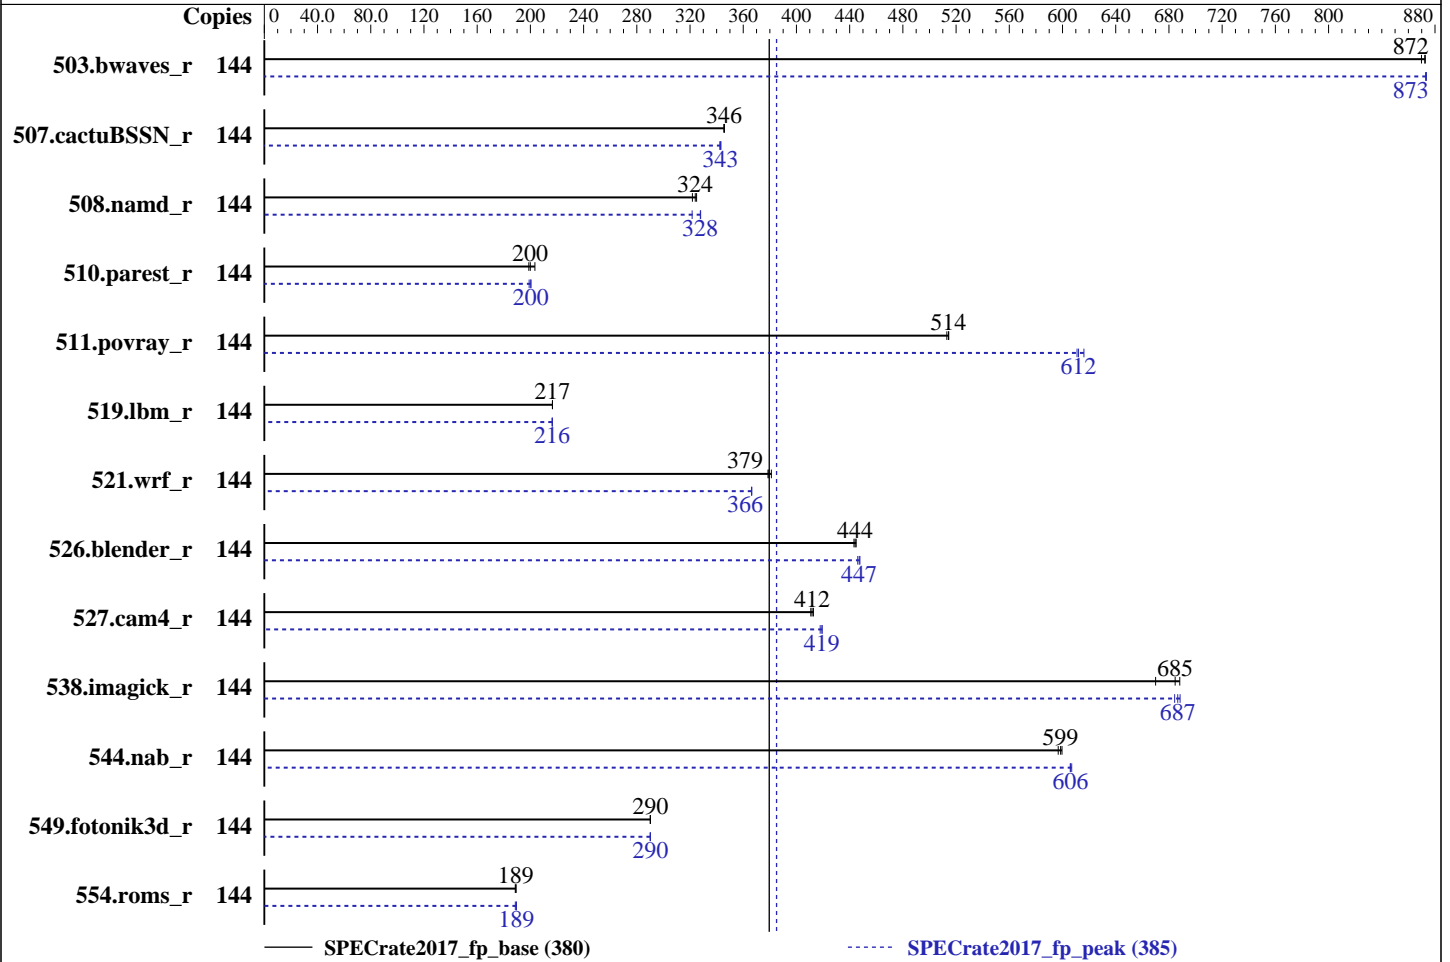 Copies 0 40.0 80.0 120 160 200 240 280 320 360 400 440 480 520 560 600 640 680 720 760 800 880
872
503.bwaves_r 144
873
346
507.cactuBSSN_r 144
343
324
508.namd_r 144
328
200
510.parest_r 144
200
514
511.povray_r 144
612
217
519.lbm_r 144
216
379
521.wrf_r 144
366
444
526.blender_r 144
447
412
527.cam4_r 144
419
685
538.imagick_r 144
687
599
544.nab_r 144
606
290
549.fotonik3d_r 144
290
189
554.roms_r 144
189
SPECrate2017_fp_base (380) SPECrate2017_fp_peak (385)